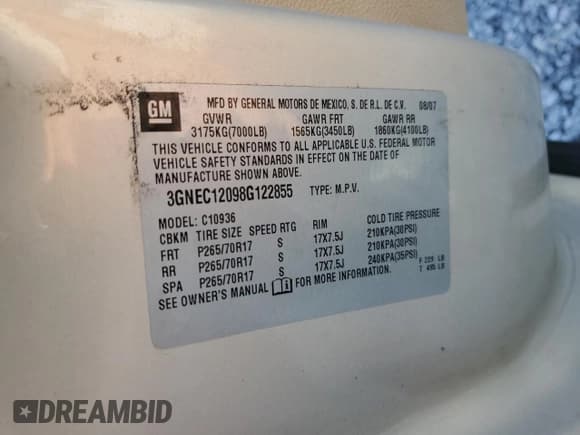 GM MFD BY GENERAL MOTORS DE MEXICO, S. DE R.L. DE C.V. 08/07
GVWR GAWR FRT GAWR RR
3175KG(7000LB) 1565KG(3450LB) 1860KG(4100LB)
THIS VEHICLE CONFORMS TO ALL APPLICABLE U.S. FEDERAL MOTOR
VEHICLE SAFETY STANDARDS IN EFFECT ON THE DATE OF
MANUFACTURE SHOWN ABOVE.
3GNEC12098G122855 TYPE: M.P.V.
MODEL: C10936
CBKM TIRE SIZE SPEED RTG RIM COLD TIRE PRESSURE
FRT P265/70R17 S 17X7.5J 210KPA(30PSI)
RR P265/70R17 S 17X7.5J 210KPA(30PSI)
SPA P265/70R17 S 17X7.5J 240KPA(35PSI)
SEE OWNER'S MANUAL FOR MORE INFORMATION.
F 229 LB
T 495 LB
DREAMBID